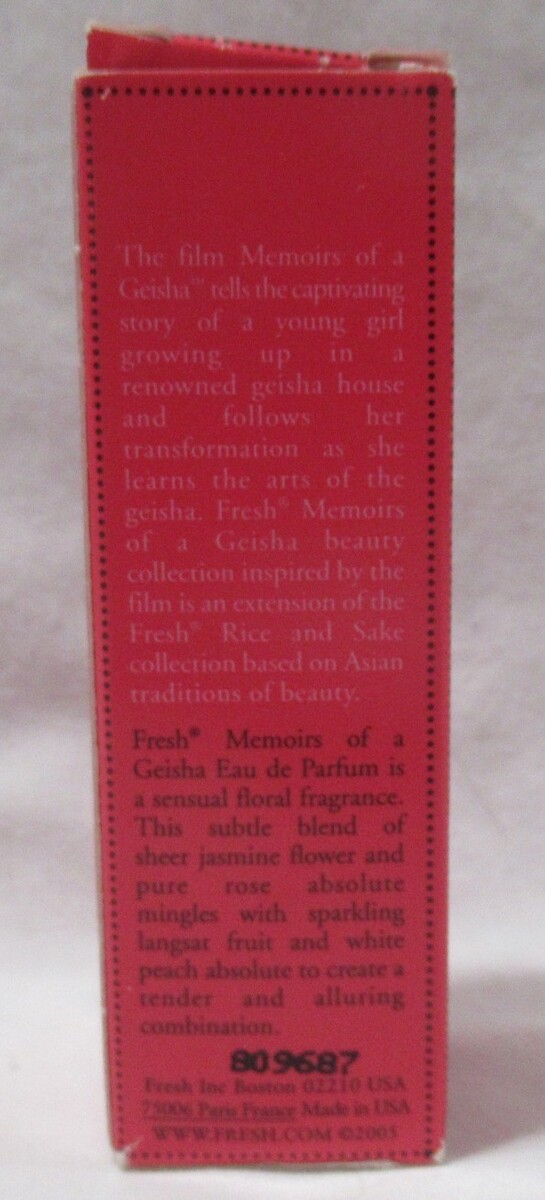 The film Memoirs of a
Geisha™ tells the captivating
story of a young girl
growing up in a
renowned geisha house
and follows her
transformation as she
learns the arts of the
geisha. Fresh® Memoirs
of a Geisha beauty
collection inspired by the
film is an extension of the
Fresh® Rice and Sake
collection based on Asian
traditions of beauty.
Fresh® Memoirs of a
Geisha Eau de Parfum is
a sensual floral fragrance.
This subtle blend of
sheer jasmine flower and
pure rose absolute
mingles with sparkling
langsat fruit and white
peach absolute to create a
tender and alluring
combination.
809687
Fresh Inc Boston 02210 USA
75006 Paris France Made in USA
WWW.FRESH.COM ©2005